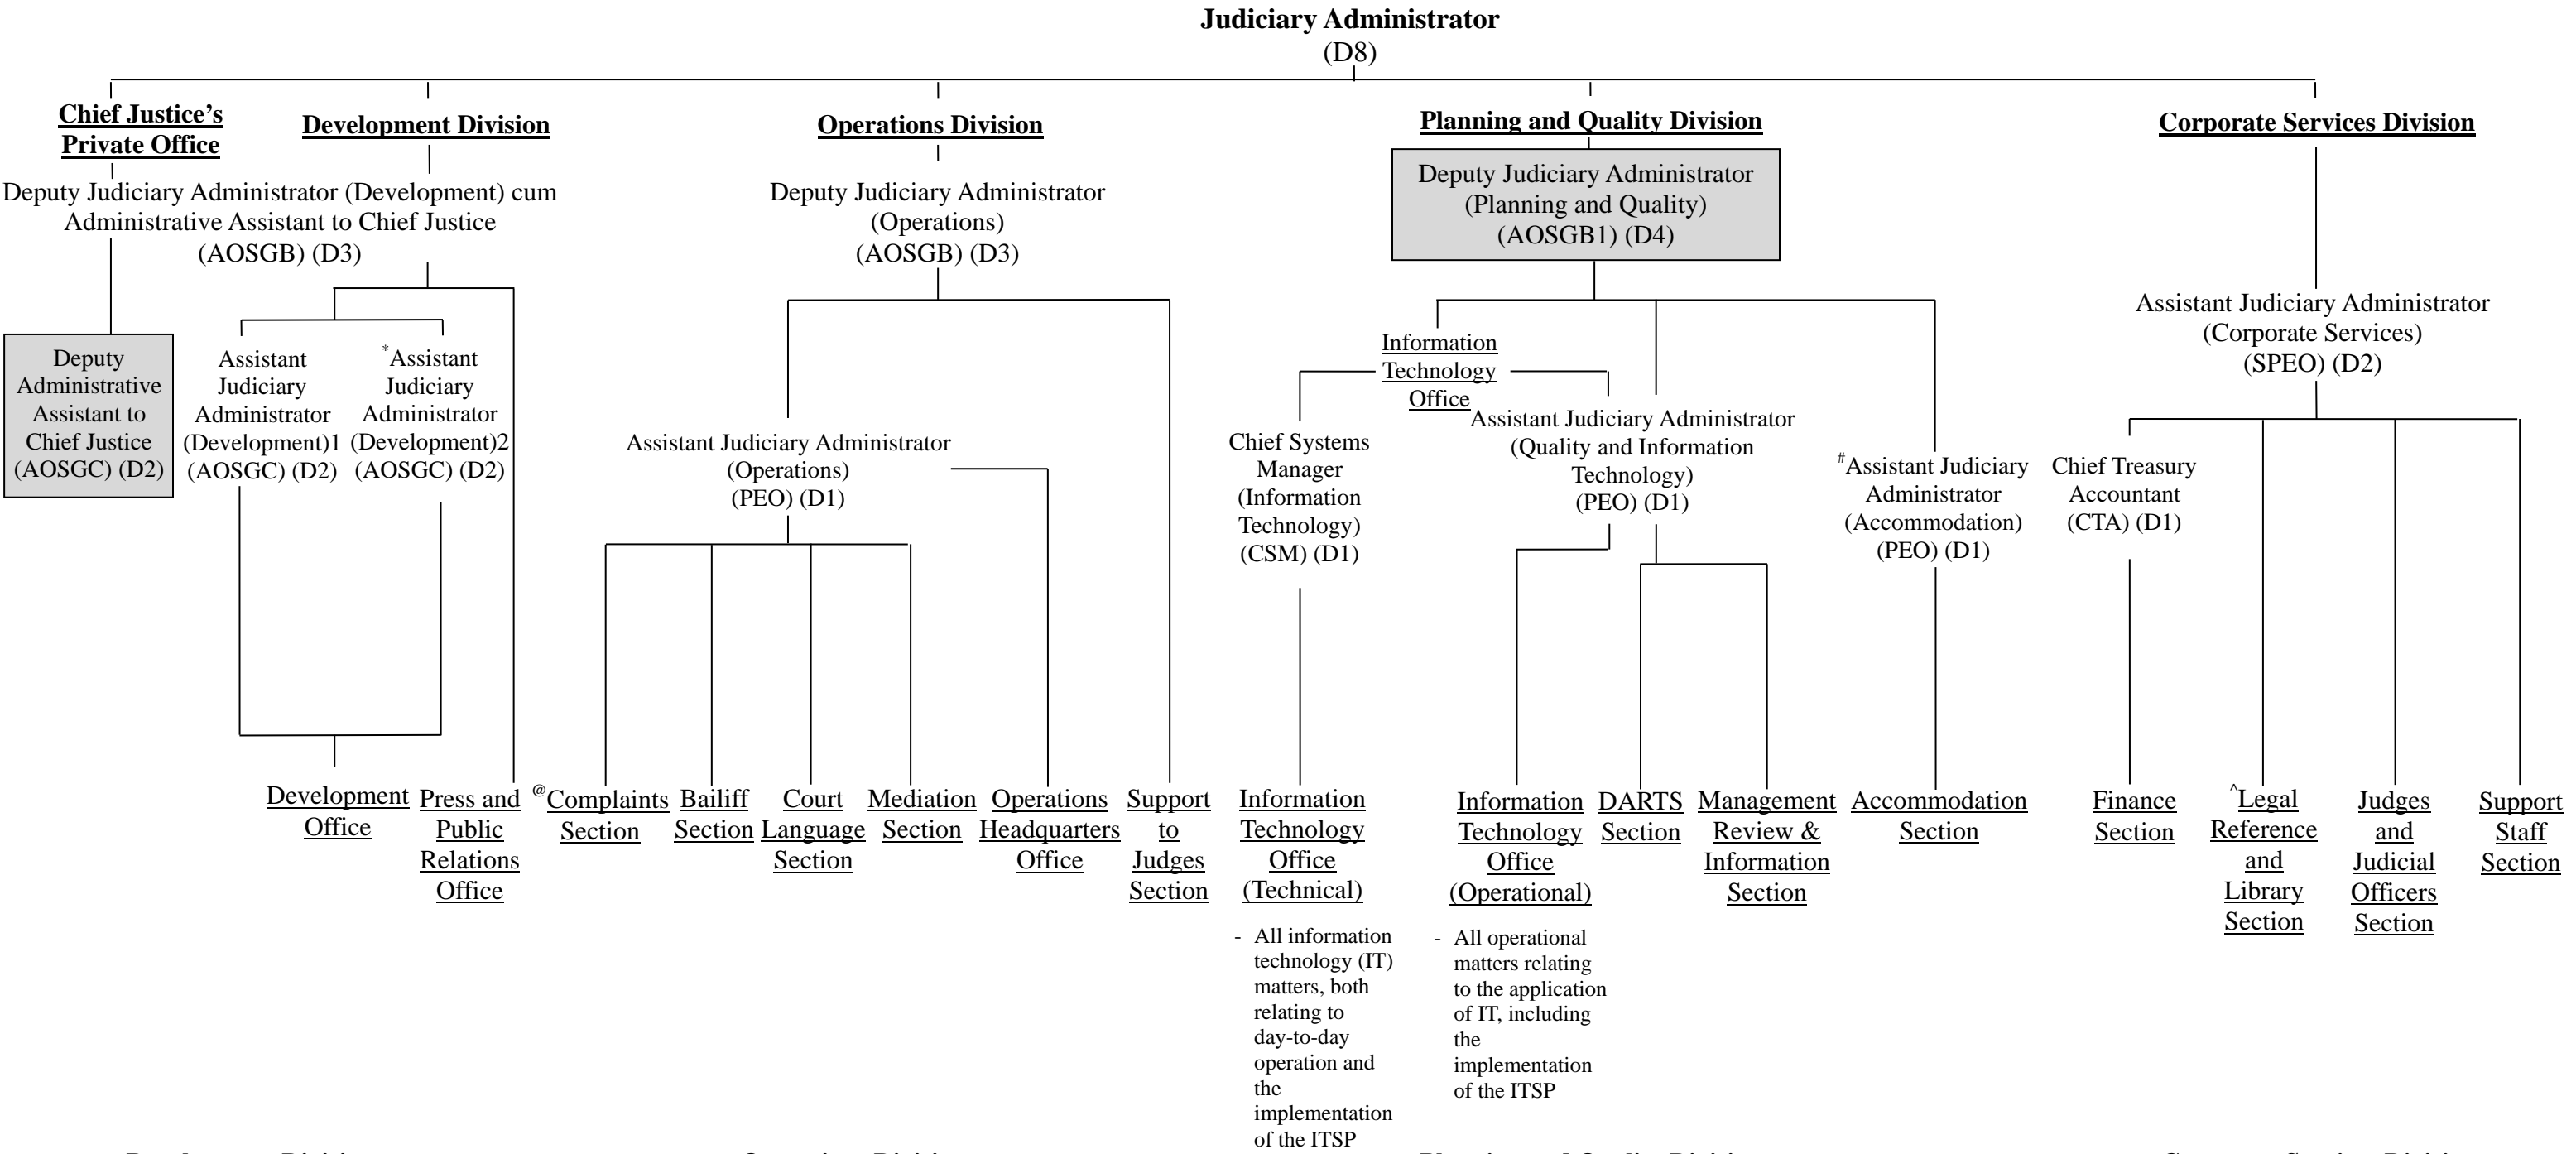 Judiciary Administrator
(D8)
Chief Justice's
Private Office
Development Division
Operations Division
Planning and Quality Division
Corporate Services Division
Deputy Judiciary Administrator (Development) cum
Administrative Assistant to Chief Justice
(AOSGB) (D3)
Deputy Judiciary Administrator
(Operations)
(AOSGB) (D3)
Deputy Judiciary Administrator
(Planning and Quality)
(AOSGB1) (D4)
Assistant Judiciary Administrator
(Corporate Services)
(SPEO) (D2)
Deputy
Administrative
Assistant to
Chief Justice
(AOSGC) (D2)
Assistant
Judiciary
Administrator
(Development)1
(AOSGC) (D2)
*Assistant
Judiciary
Administrator
(Development)2
(AOSGC) (D2)
Assistant Judiciary Administrator
(Operations)
(PEO) (D1)
Information
Technology
Office
Chief Systems
Manager
(Information
Technology)
(CSM) (D1)
Assistant Judiciary Administrator
(Quality and Information
Technology)
(PEO) (D1)
#Assistant Judiciary
Administrator
(Accommodation)
(PEO) (D1)
Chief Treasury
Accountant
(CTA) (D1)
Development
Office
Press and
Public
Relations
Office
@Complaints
Section
Bailiff
Section
Court
Language
Section
Mediation
Section
Operations
Headquarters
Office
Support
to
Judges
Section
Information
Technology
Office
(Technical)
- All information
technology (IT)
matters, both
relating to
day-to-day
operation and
the
implementation
of the ITSP
Information
Technology
Office
(Operational)
- All operational
matters relating
to the application
of IT, including
the
implementation
of the ITSP
DARTS
Section
Management
Review &
Information
Section
Accommodation
Section
Finance
Section
^Legal
Reference
and
Library
Section
Judges
and
Judicial
Officers
Section
Support
Staff
Section